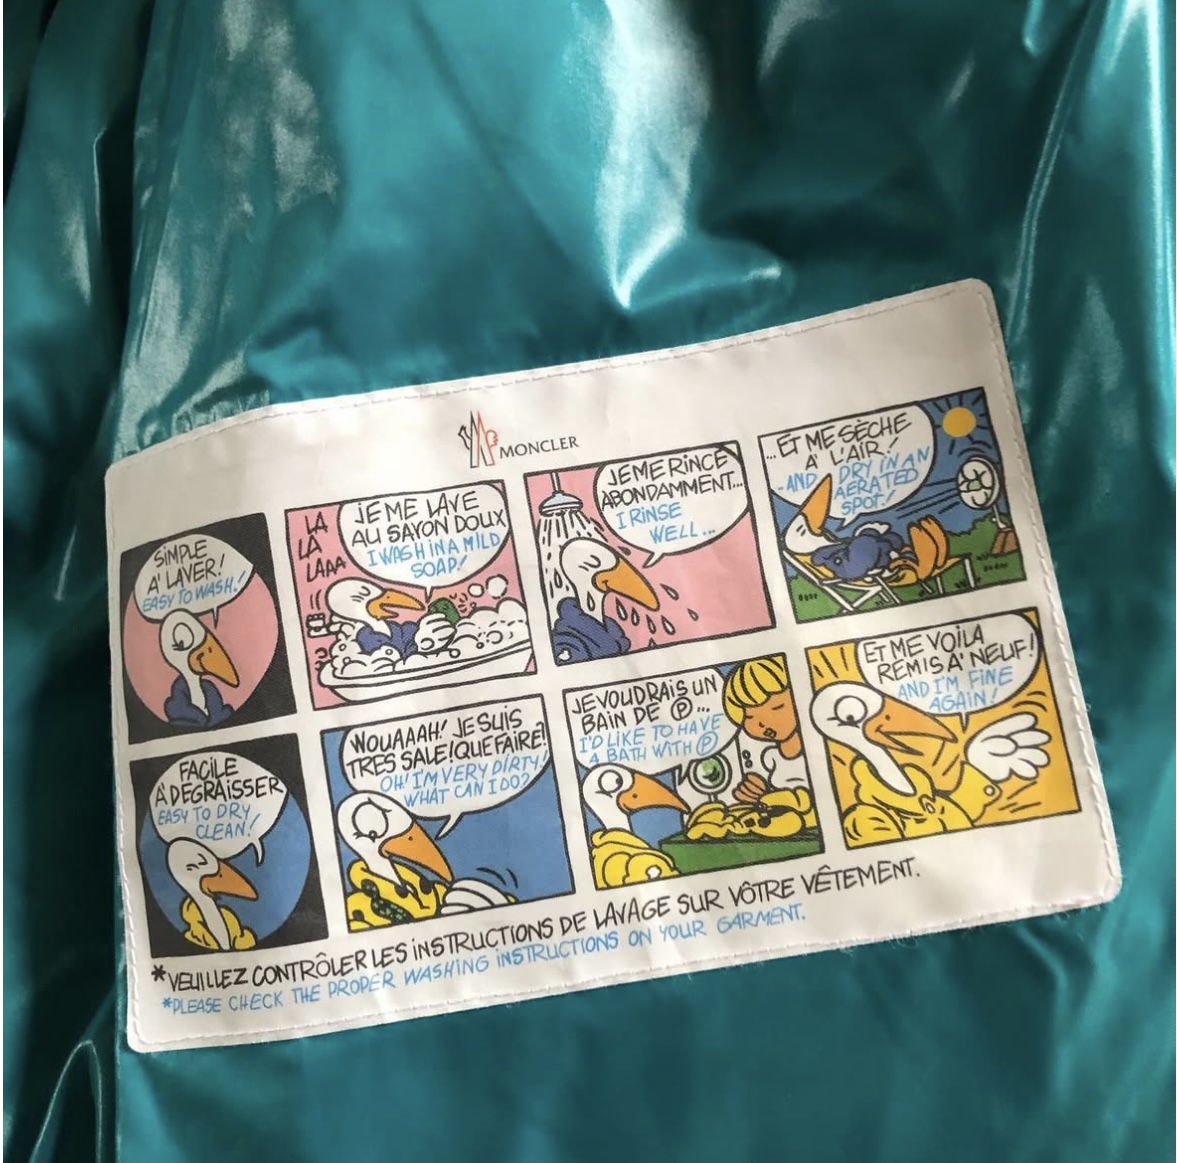 MONCLER
SIMPLE
A' LAVER!
EASY TO WASH!
LA
LA
LAAA
JE ME LAVE
AU SAVON DOUX
I WASH IN A MILD
SOAP!
JE ME RINCE
ABONDAMMENT...
I RINSE
WELL...
...ET ME SÈCHE
A' L'AIR!
-AND I DRY IN AN
AERATED
SPOT!
FACILE
A' DEGRAISSER
EASY TO DRY
CLEAN!
WOUAAAH! JE SUIS
TRES SALE! QUE FAIRE?
OH! I'M VERY DIRTY!
WHAT CAN I DO?
JE VOUDRAIS UN
BAIN DE Ⓟ...
I'D LIKE TO HAVE
A BATH WITH Ⓟ
ET ME VOILA
REMIS A' NEUF!
AND I'M FINE
AGAIN!
*VEUILLEZ CONTRÔLER LES INSTRUCTIONS DE LAVAGE SUR VÔTRE VÊTEMENT.
*PLEASE CHECK THE PROPER WASHING INSTRUCTIONS ON YOUR GARMENT.